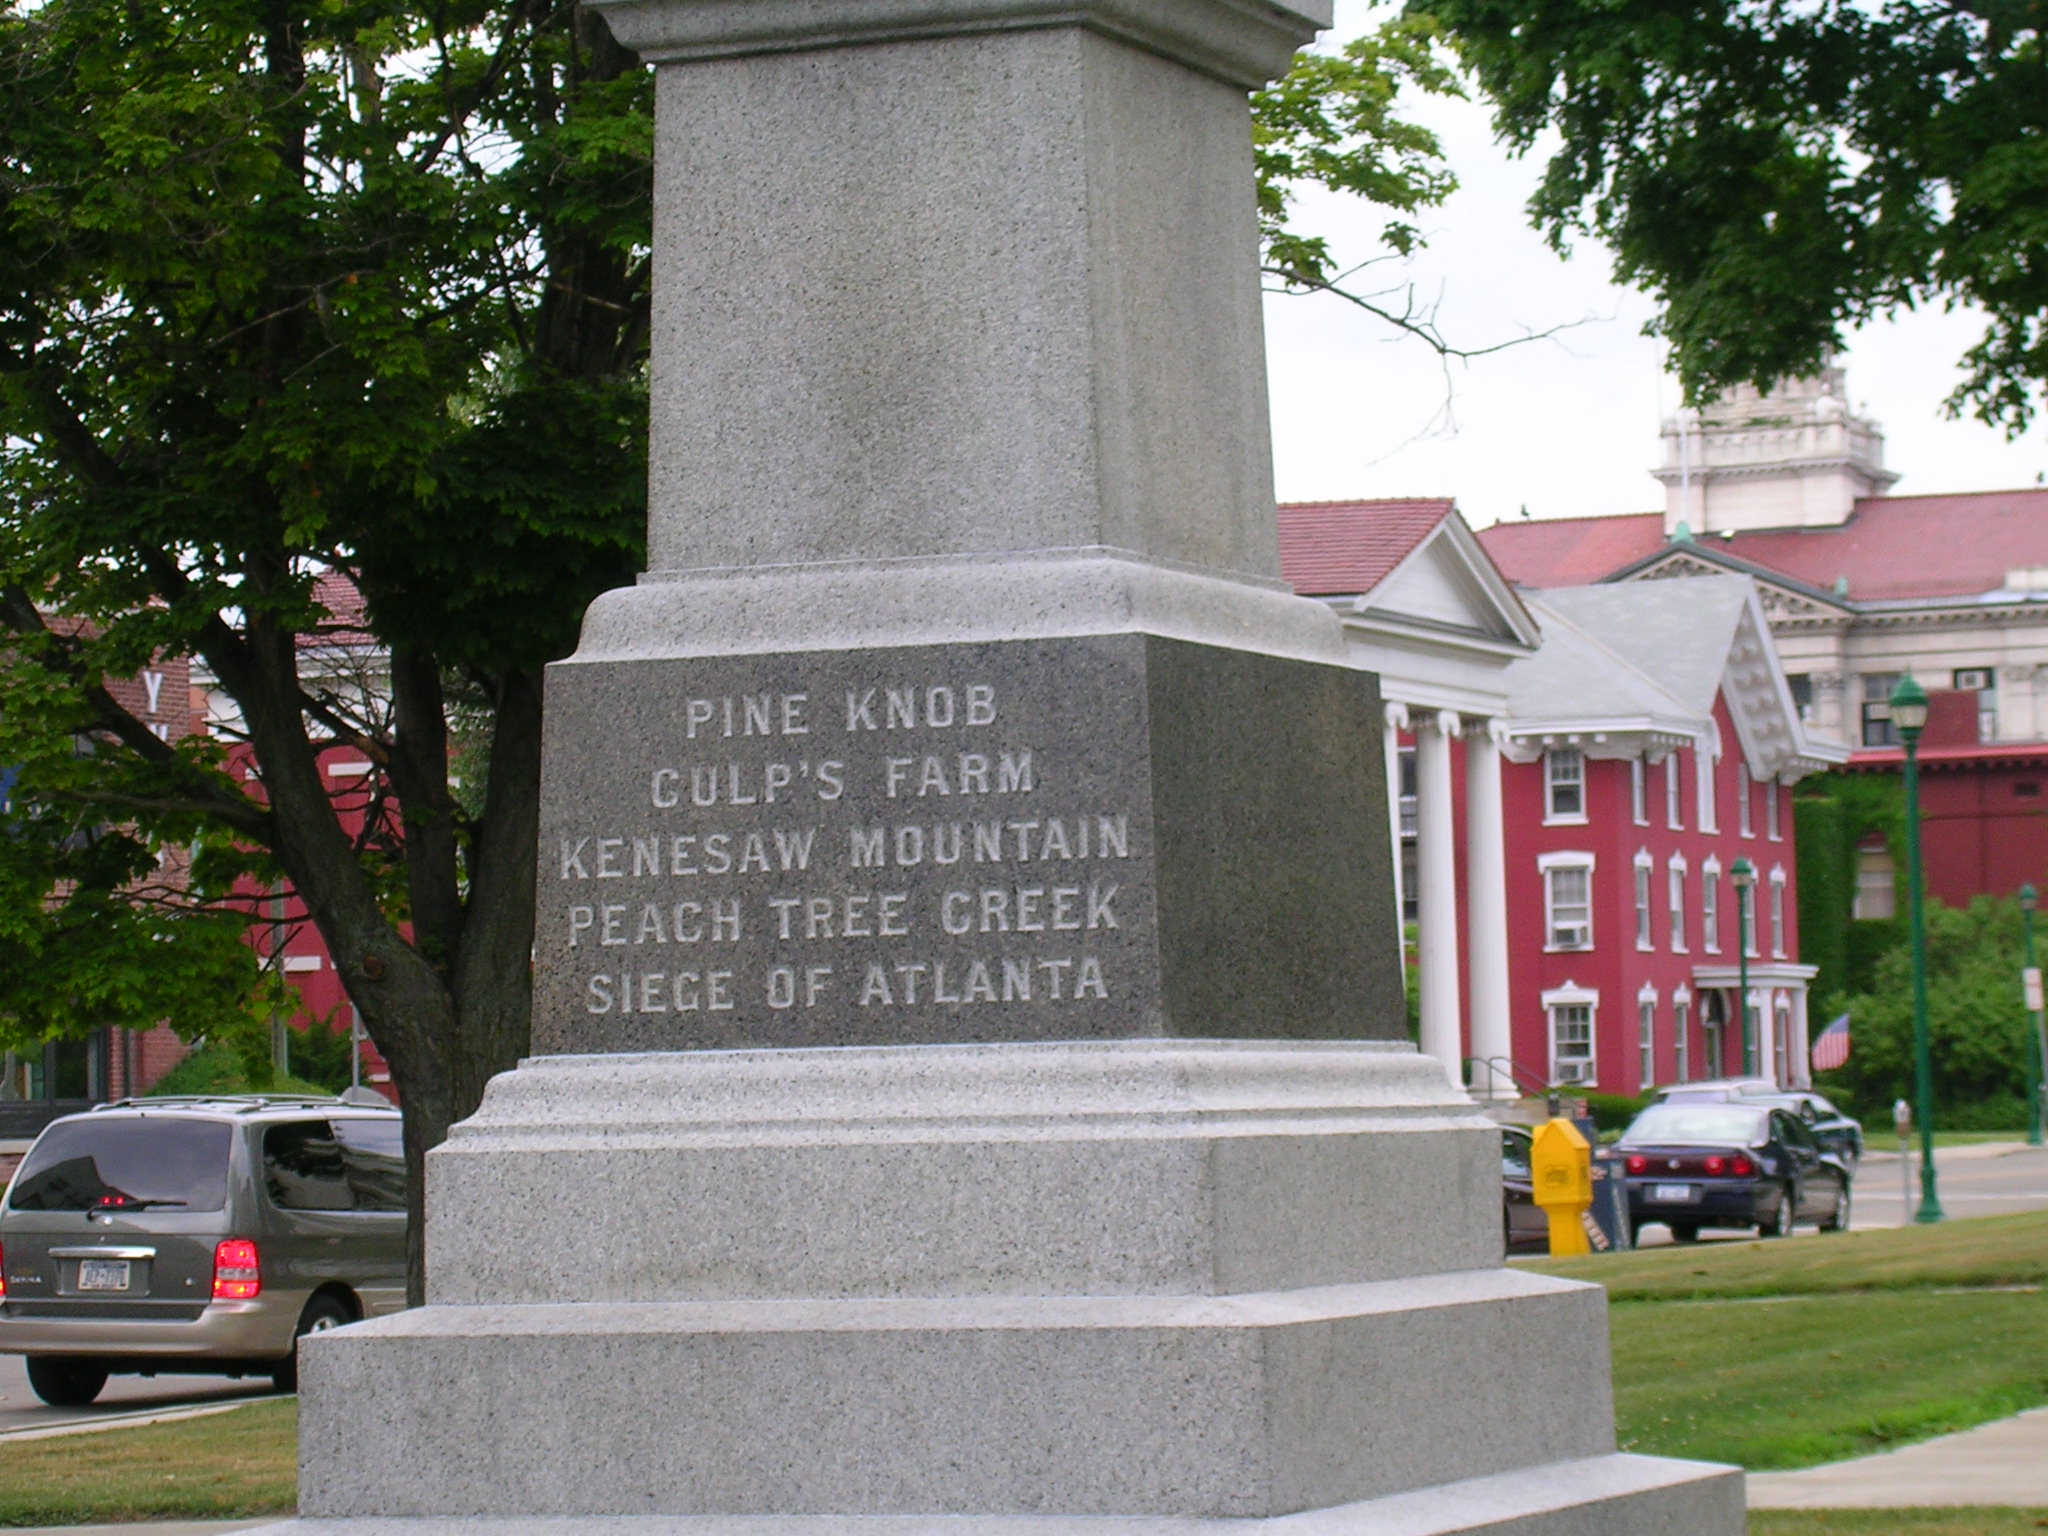 PINE KNOB
CULP'S FARM
KENESAW MOUNTAIN
PEACH TREE CREEK
SIEGE OF ATLANTA
Y